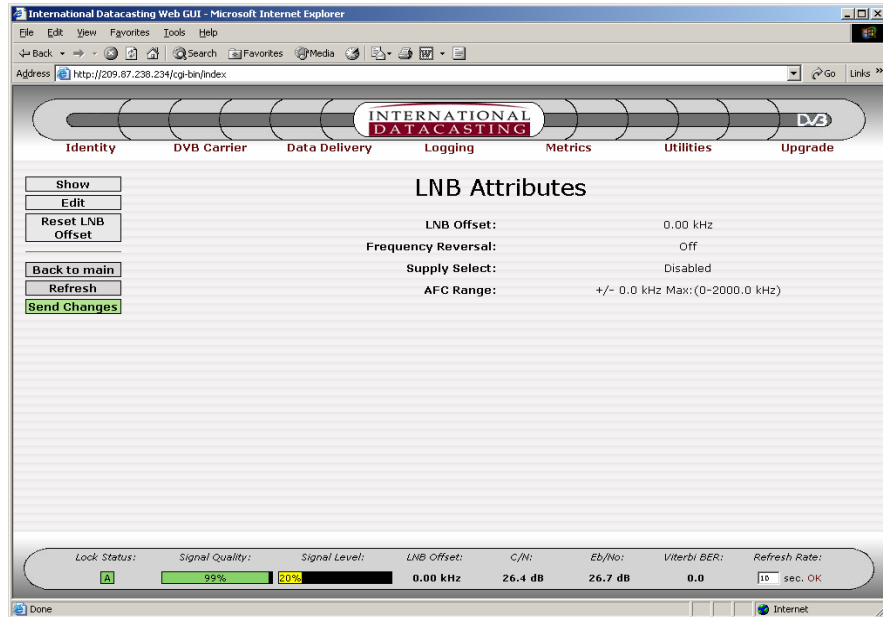 International Datacasting Web GUI - Microsoft Internet Explorer
File Edit View Favorites Tools Help
Back Search Favorites Media
Address http://209.87.238.234/cgi-bin/index Go Links »
INTERNATIONAL
DATACASTING
DVB
Identity DVB Carrier Data Delivery Logging Metrics Utilities Upgrade
Show
Edit
Reset LNB
Offset
Back to main
Refresh
Send Changes
LNB Attributes
LNB Offset: 0.00 kHz
Frequency Reversal: Off
Supply Select: Disabled
AFC Range: +/- 0.0 kHz Max:(0-2000.0 kHz)
Lock Status: Signal Quality: Signal Level: LNB Offset: C/N: Eb/No: Viterbi BER: Refresh Rate:
A 99% 20% 0.00 kHz 26.4 dB 26.7 dB 0.0 10 sec. OK
Done Internet